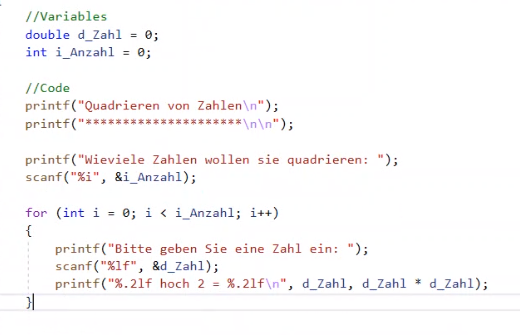 //Variables
double d_Zahl = 0;
int i_Anzahl = 0;
//Code
printf("Quadrieren von Zahlen\n");
printf("*********************\n\n");
printf("Wieviele Zahlen wollen sie quadrieren: ");
scanf("%i", &i_Anzahl);
for (int i = 0; i < i_Anzahl; i++)
{
printf("Bitte geben Sie eine Zahl ein: ");
scanf("%lf", &d_Zahl);
printf("%.2lf hoch 2 = %.2lf\n", d_Zahl, d_Zahl * d_Zahl);
}